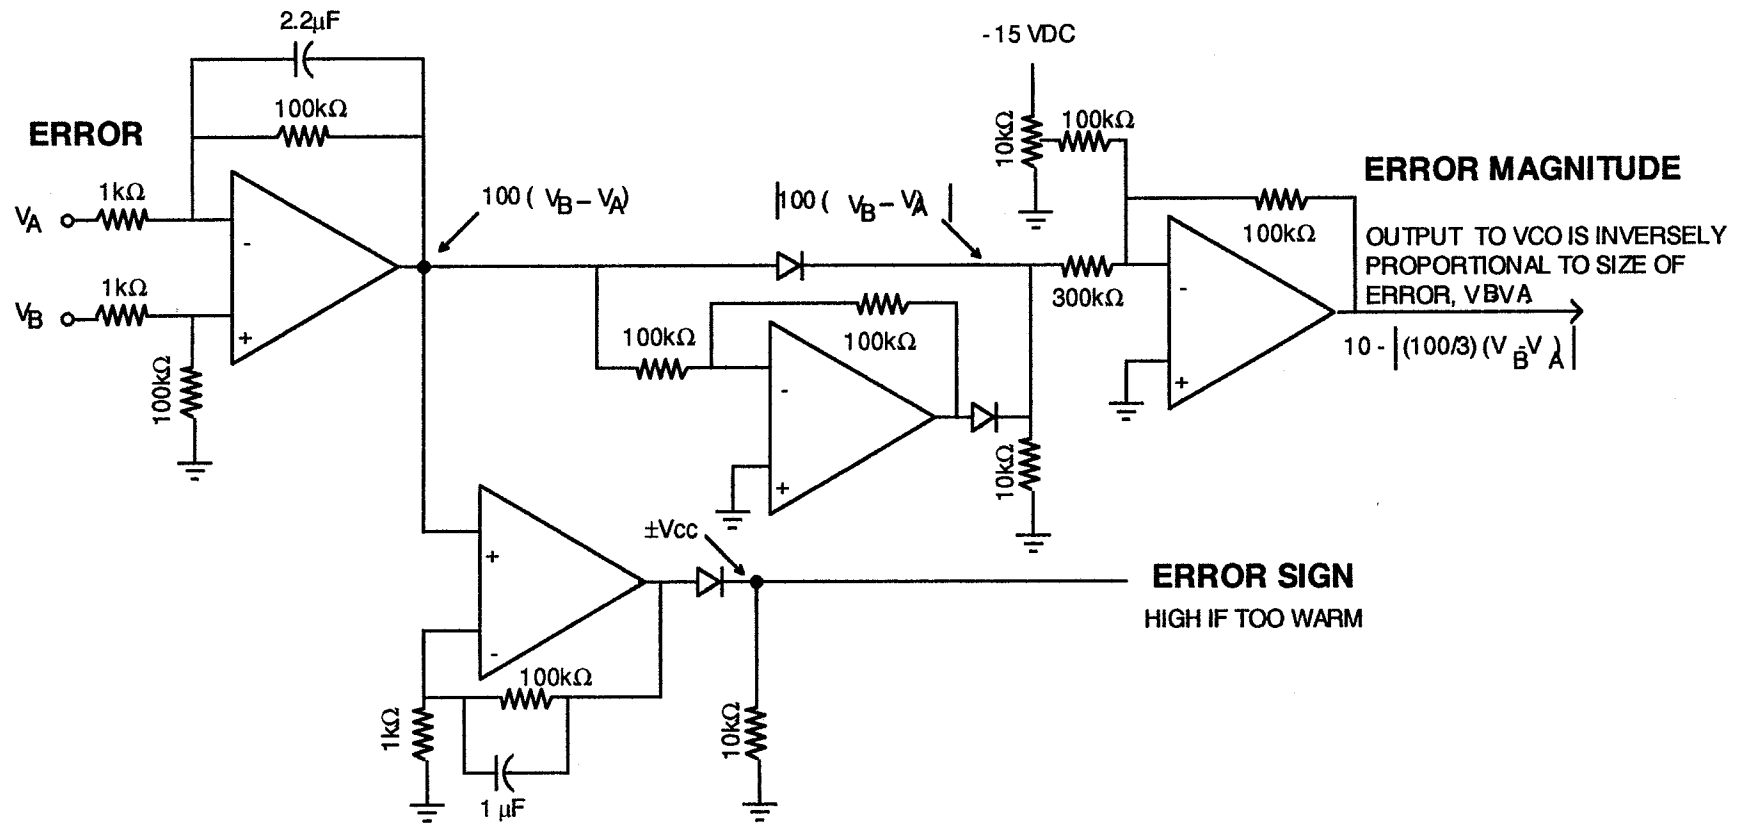 2.2µF
100kΩ
ERROR
1kΩ
VA
1kΩ
VB
-
+
100kΩ
100 ( VB – VA)
|100 ( VB – VA |
-15 VDC
10kΩ
100kΩ
300kΩ
100kΩ
-
+
ERROR MAGNITUDE
OUTPUT TO VCO IS INVERSELY
PROPORTIONAL TO SIZE OF
ERROR, VBVA
10 - |(100/3) (VB-VA)|
100kΩ
100kΩ
-
+
10kΩ
+
-
±Vcc
100kΩ
1kΩ
1 µF
10kΩ
ERROR SIGN
HIGH IF TOO WARM